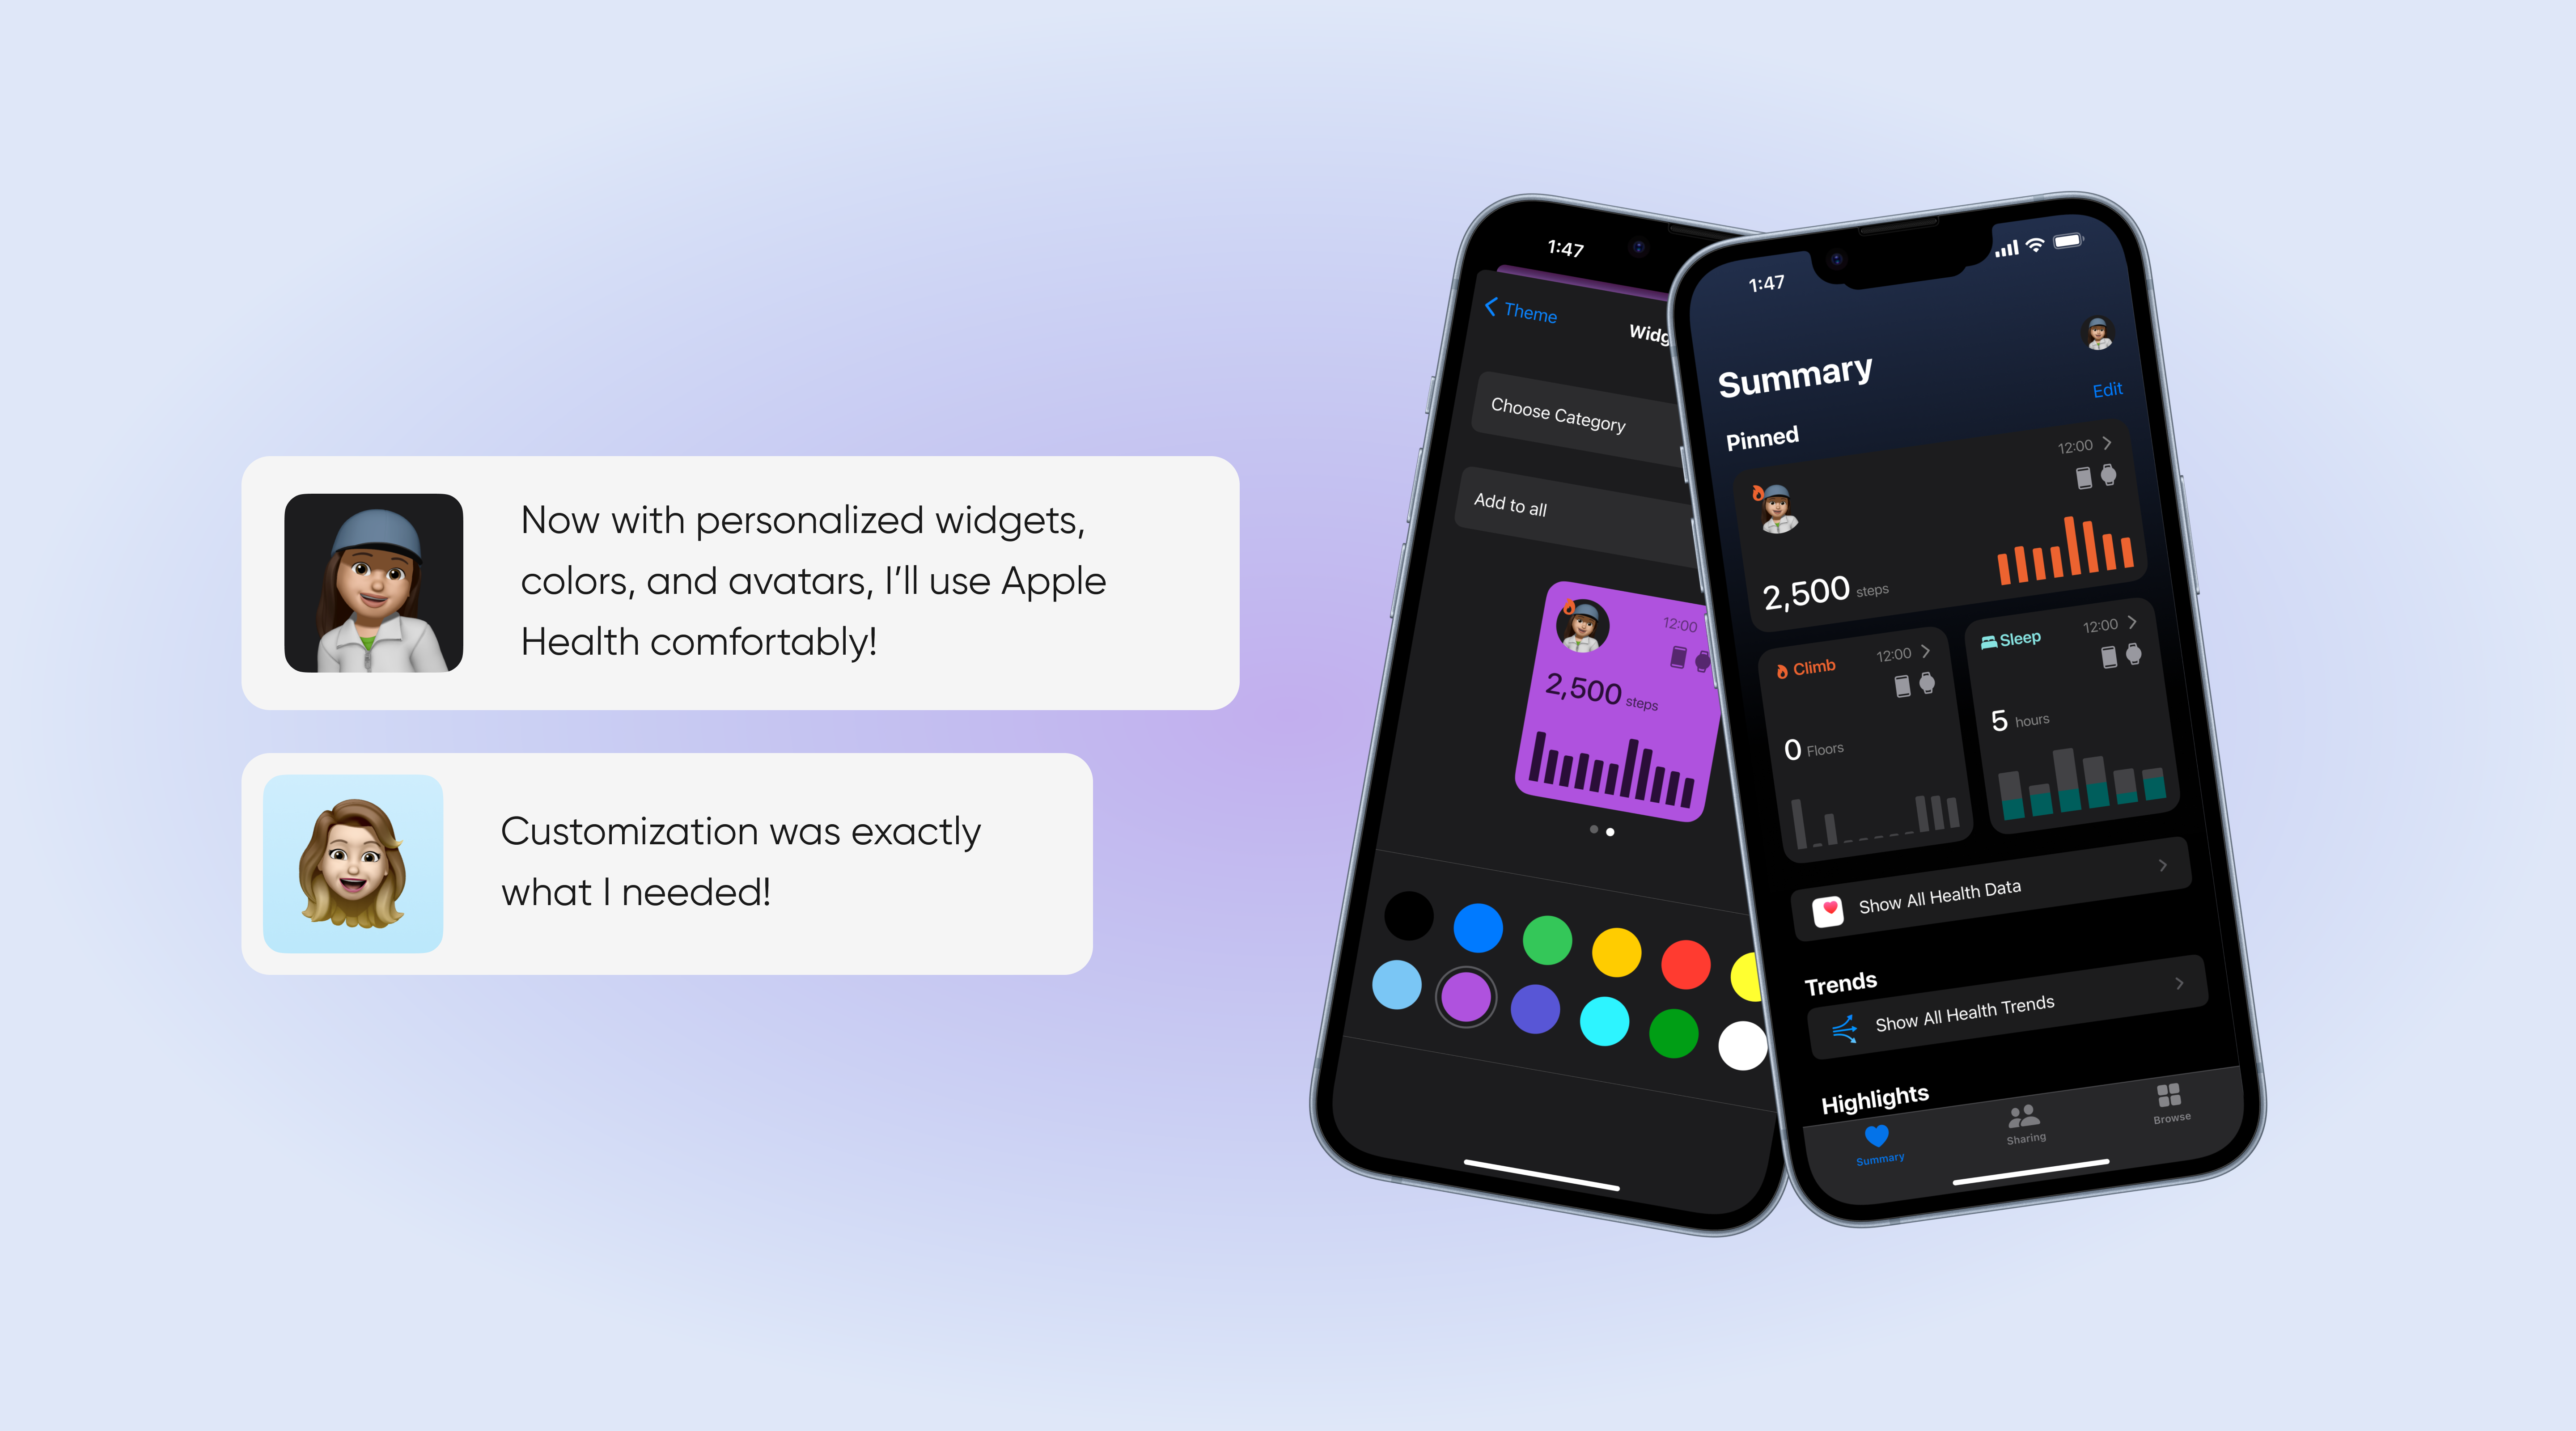 Now with personalized widgets,
colors, and avatars, I’ll use Apple
Health comfortably!
Customization was exactly
what I needed!
1:47
Theme
Choose Category
Add to all
12:00
2,500 steps
1:47
Summary
Edit
Pinned
12:00
2,500 steps
Climb 12:00
0 Floors
Sleep 12:00
5 hours
Show All Health Data
Trends
Show All Health Trends
Highlights
Summary
Sharing
Browse